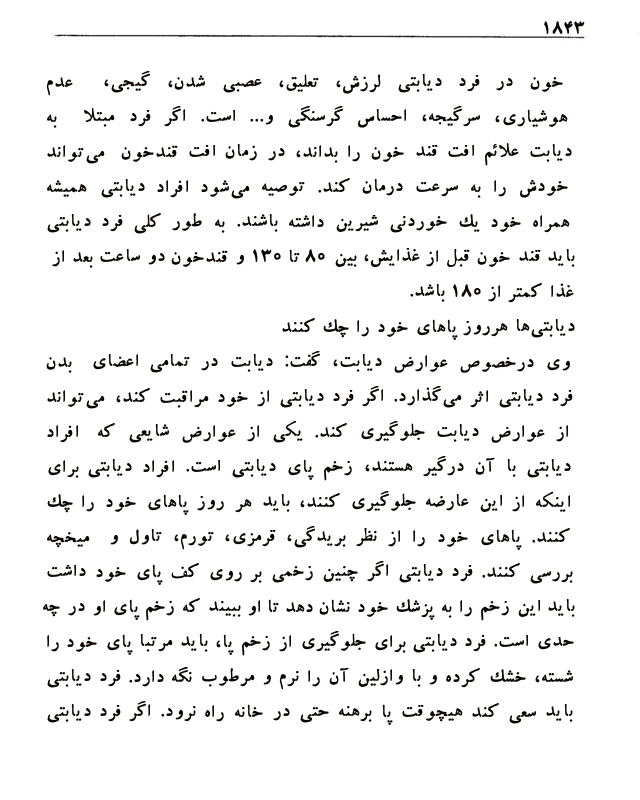 ۱۸۴۳
خون در فرد دیابتی لرزش، تعلیق، عصبی شدن، گیجی، عدم
هوشیاری، سرگیجه، احساس گرسنگی و... است. اگر فرد مبتلا به
دیابت علائم افت قند خون را بداند، در زمان افت قندخون می‌تواند
خودش را به سرعت درمان کند. توصیه می‌شود افراد دیابتی همیشه
همراه خود یك خوردنی شیرین داشته باشند. به طور کلی فرد دیابتی
باید قند خون قبل از غذایش، بین ۸۰ تا ۱۳۰ و قندخون دو ساعت بعد از
غذا کمتر از ۱۸۰ باشد.
دیابتی‌ها هرروز پاهای خود را چك کنند
وی درخصوص عوارض دیابت، گفت: دیابت در تمامی اعضای بدن
فرد دیابتی اثر می‌گذارد. اگر فرد دیابتی از خود مراقبت کند، می‌تواند
از عوارض دیابت جلوگیری کند. یکی از عوارض شایعی که افراد
دیابتی با آن درگیر هستند، زخم پای دیابتی است. افراد دیابتی برای
اینکه از این عارضه جلوگیری کنند، باید هر روز پاهای خود را چك
کنند. پاهای خود را از نظر بریدگی، قرمزی، تورم، تاول و میخچه
بررسی کنند. فرد دیابتی اگر چنین زخمی بر روی کف پای خود داشت
باید این زخم را به پزشك خود نشان دهد تا او ببیند که زخم پای او در چه
حدی است. فرد دیابتی برای جلوگیری از زخم پا، باید مرتبا پای خود را
شسته، خشك کرده و با وازلین آن را نرم و مرطوب نگه دارد. فرد دیابتی
باید سعی کند هیچوقت پا برهنه حتی در خانه راه نرود. اگر فرد دیابتی